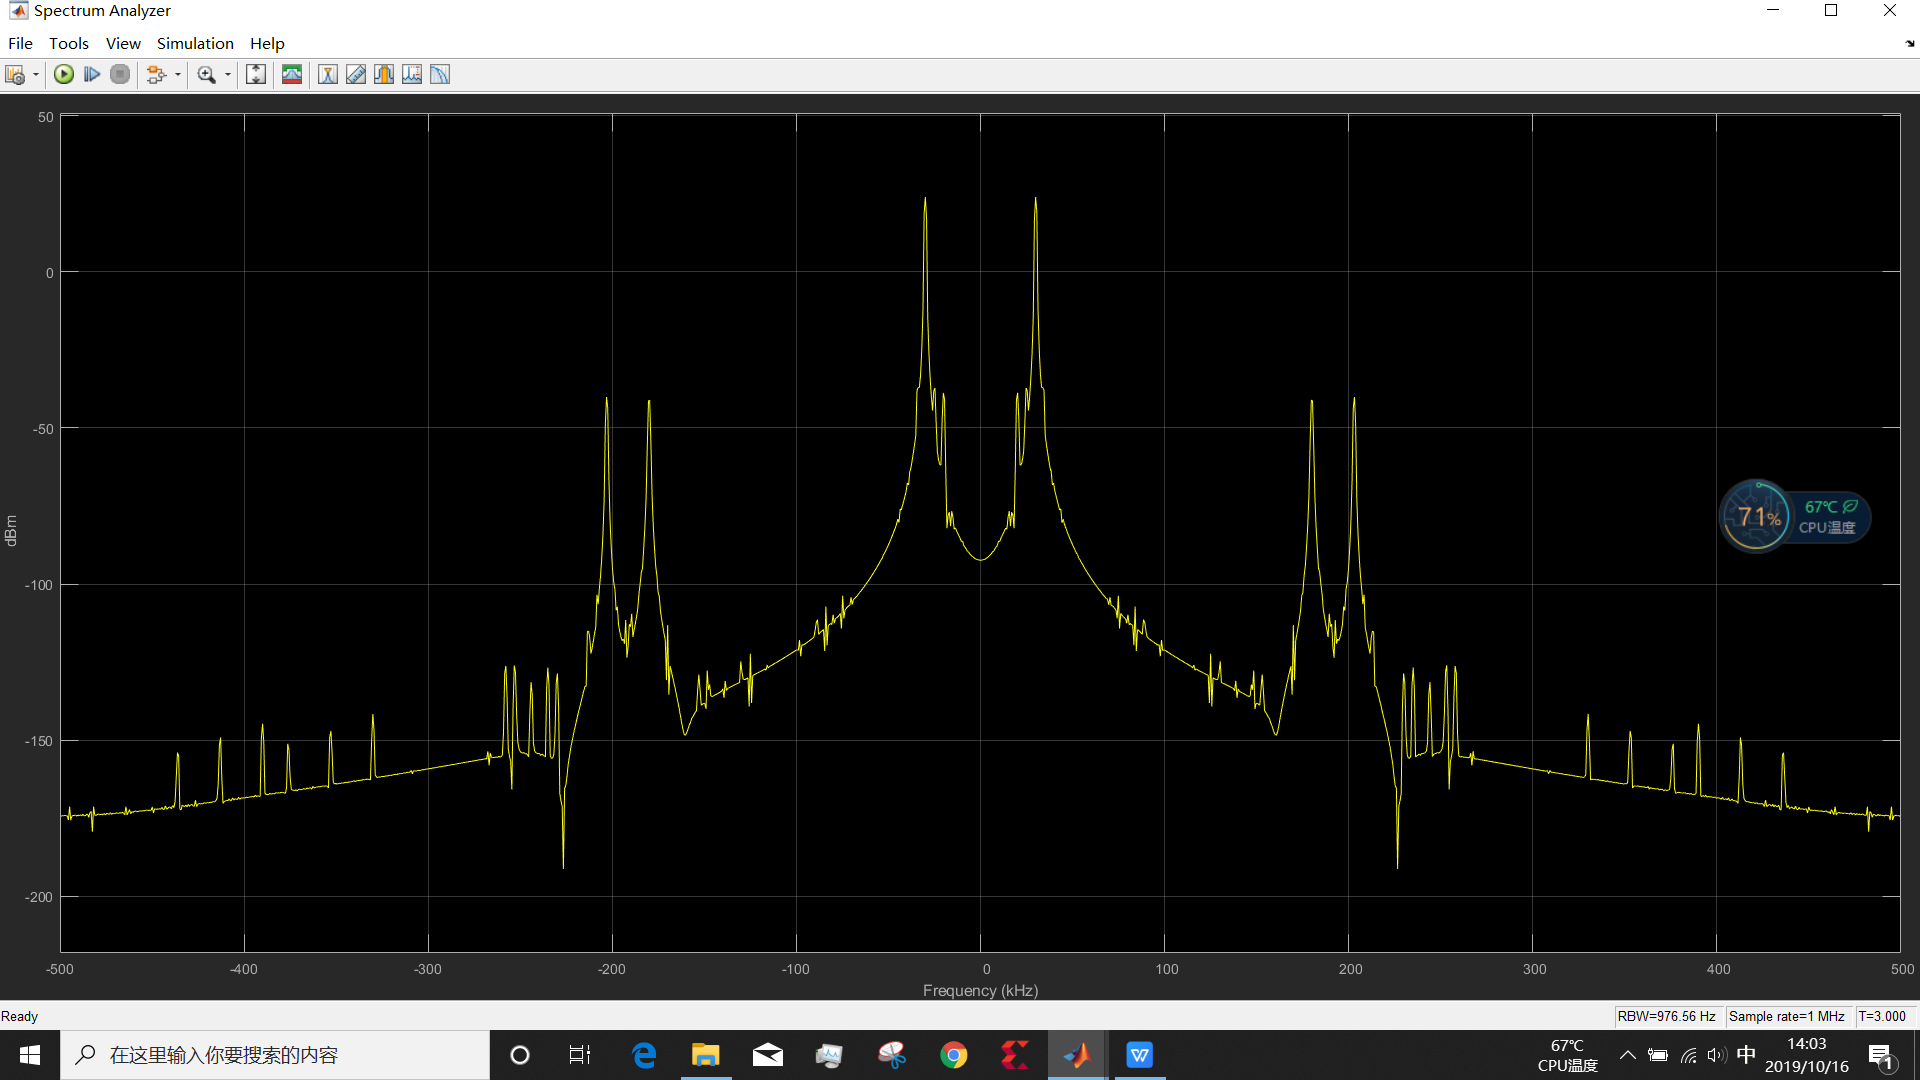 Spectrum Analyzer
File Tools View Simulation Help
50
0
-50
-100
-150
-200
dBm
-500 -400 -300 -200 -100 0 100 200 300 400 500
Frequency (kHz)
71%
67℃
CPU温度
Ready
RBW=976.56 Hz Sample rate=1 MHz T=3.000
在这里输入你要搜索的内容
67℃
CPU温度
中
14:03
2019/10/16
1